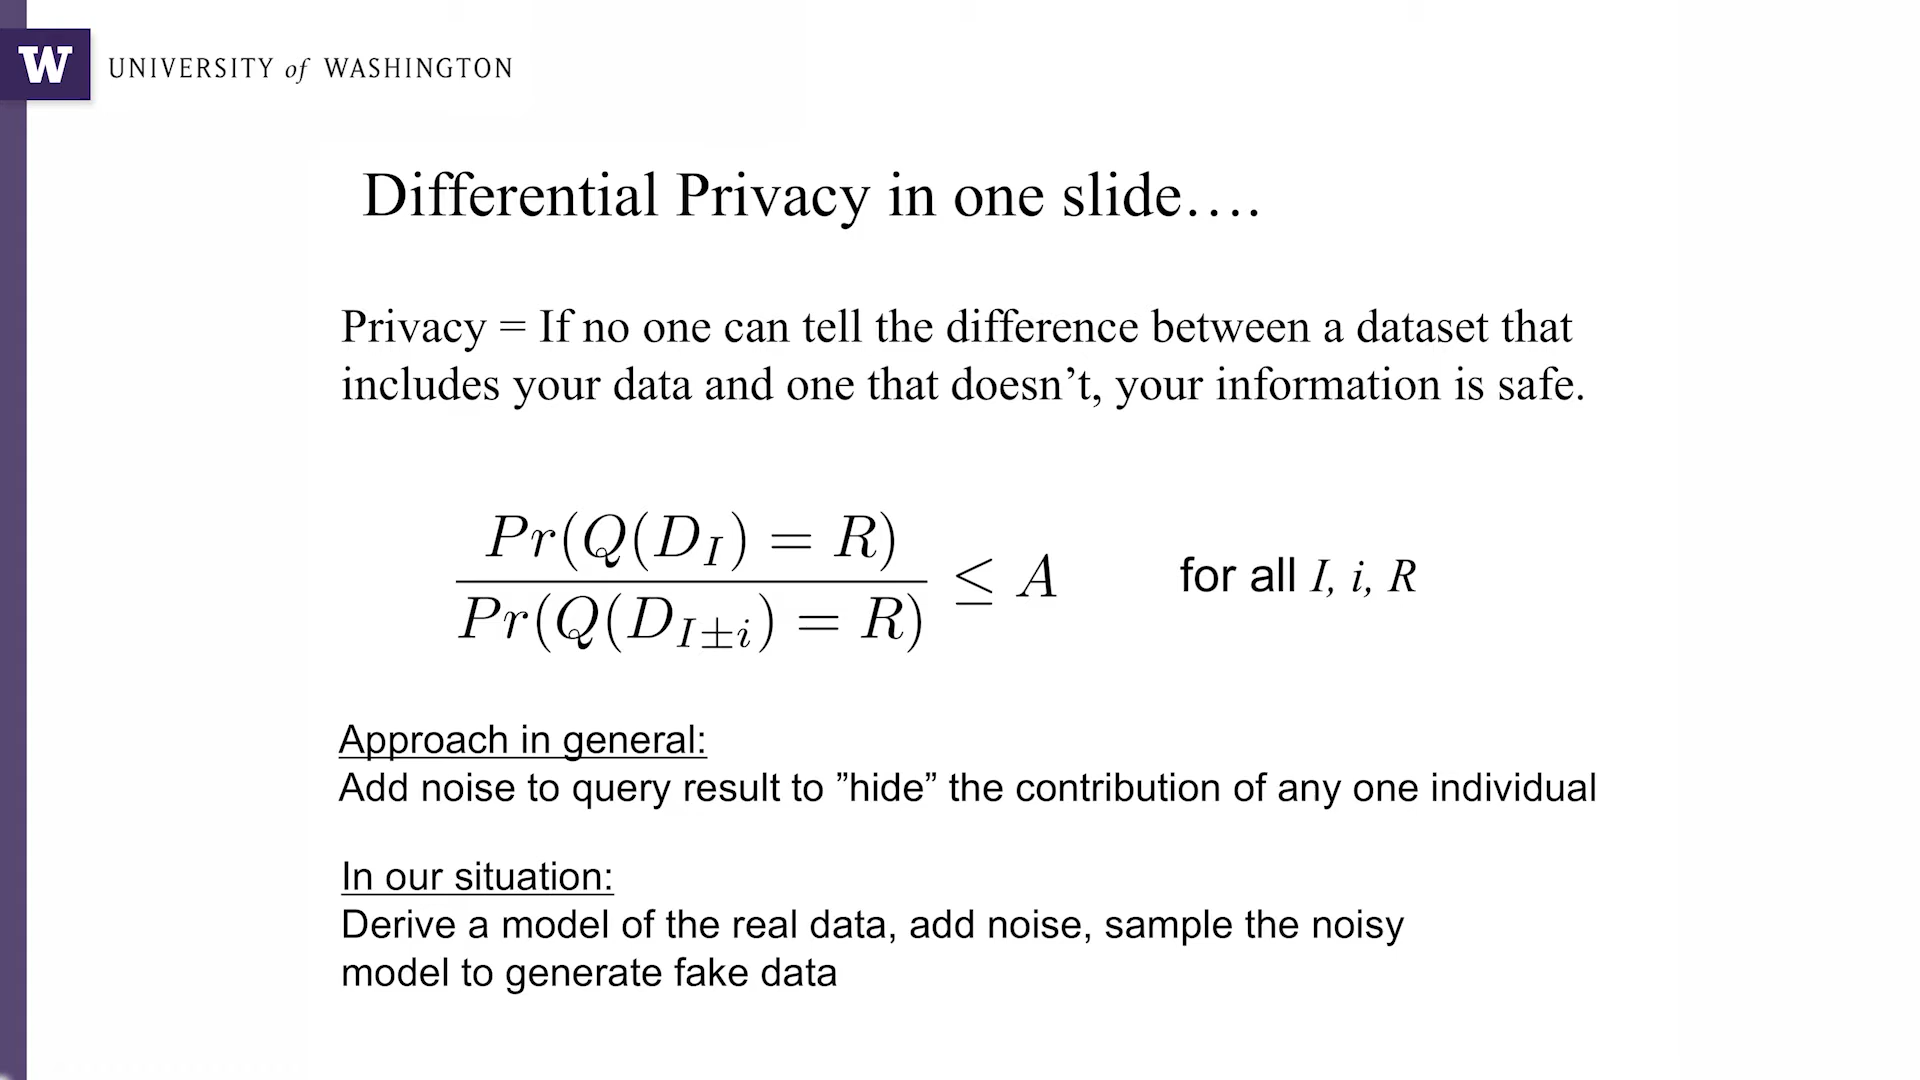 W
UNIVERSITY of WASHINGTON
Differential Privacy in one slide….
Privacy = If no one can tell the difference between a dataset that
includes your data and one that doesn’t, your information is safe.
Pr(Q(D_I) = R)
Pr(Q(D_{I±i}) = R)
≤ A
for all I, i, R
Approach in general:
Add noise to query result to ”hide” the contribution of any one individual
In our situation:
Derive a model of the real data, add noise, sample the noisy
model to generate fake data